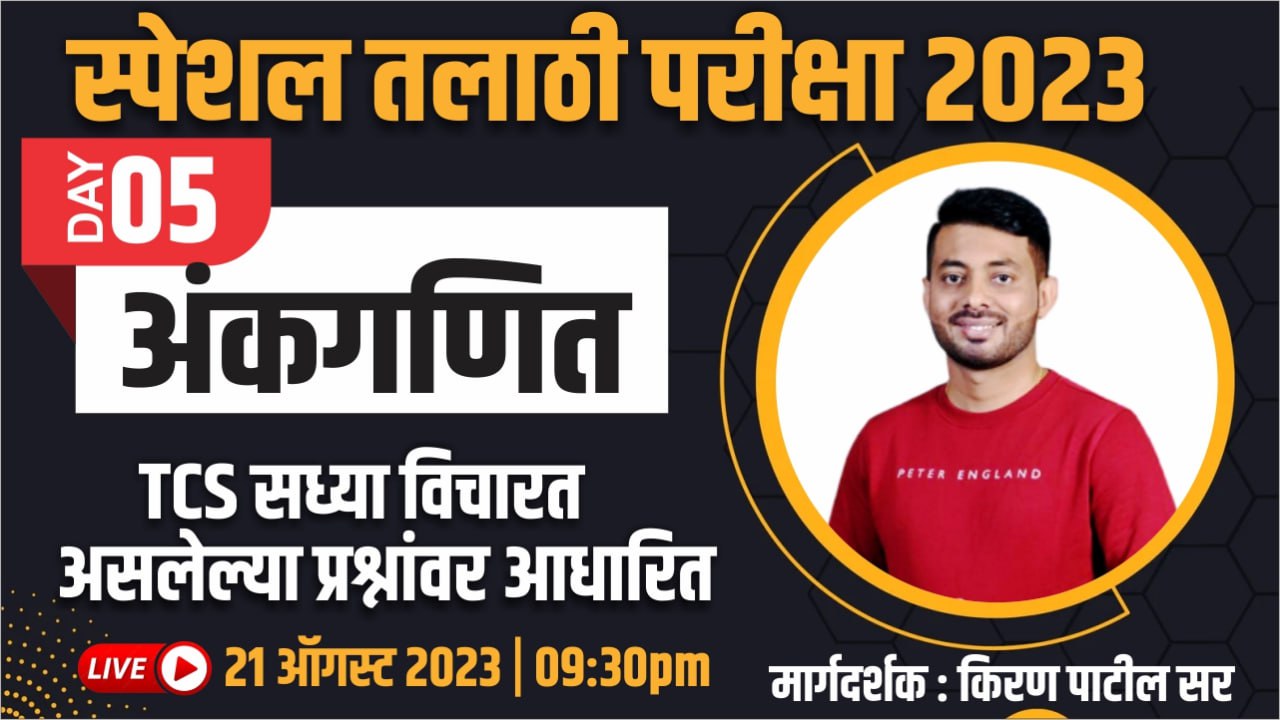 स्पेशल तलाठी परीक्षा 2023
DAY 05
अंकगणित
PETER ENGLAND
TCS सध्या विचारत
असलेल्या प्रश्नांवर आधारित
LIVE 21 ऑगस्ट 2023 | 09:30pm
मार्गदर्शक : किरण पाटील सर